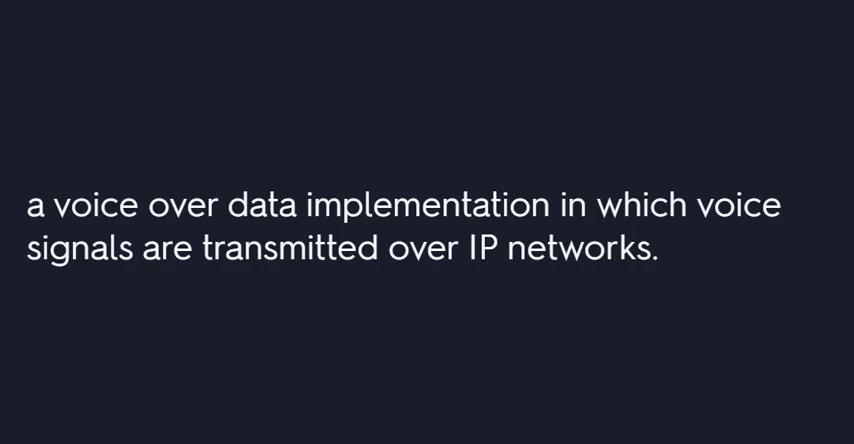 a voice over data implementation in which voice
signals are transmitted over IP networks.